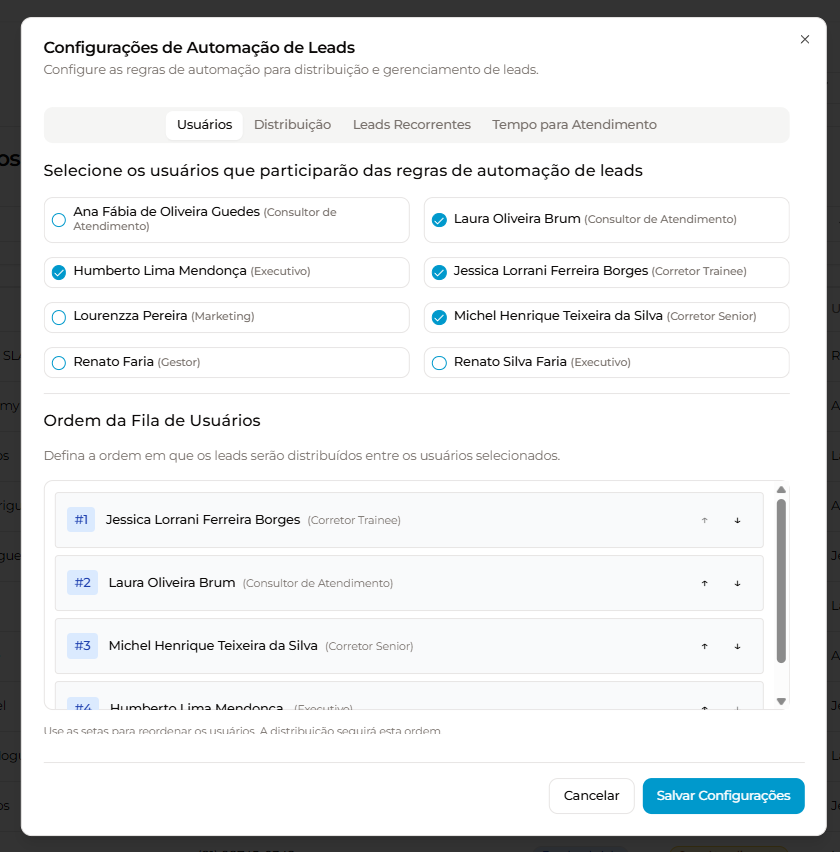 Configurações de Automação de Leads
Configure as regras de automação para distribuição e gerenciamento de leads.
Usuários Distribuição Leads Recorrentes Tempo para Atendimento
Selecione os usuários que participarão das regras de automação de leads
Ana Fábia de Oliveira Guedes (Consultor de
Atendimento)
Laura Oliveira Brum (Consultor de Atendimento)
Humberto Lima Mendonça (Executivo)
Jessica Lorrani Ferreira Borges (Corretor Trainee)
Lourenzza Pereira (Marketing)
Michel Henrique Teixeira da Silva (Corretor Senior)
Renato Faria (Gestor)
Renato Silva Faria (Executivo)
Ordem da Fila de Usuários
Defina a ordem em que os leads serão distribuídos entre os usuários selecionados.
#1 Jessica Lorrani Ferreira Borges (Corretor Trainee)
#2 Laura Oliveira Brum (Consultor de Atendimento)
#3 Michel Henrique Teixeira da Silva (Corretor Senior)
#4 Humberto Lima Mendonça (Executivo)
Use as setas para reordenar os usuários. A distribuição seguirá esta ordem
Cancelar Salvar Configurações